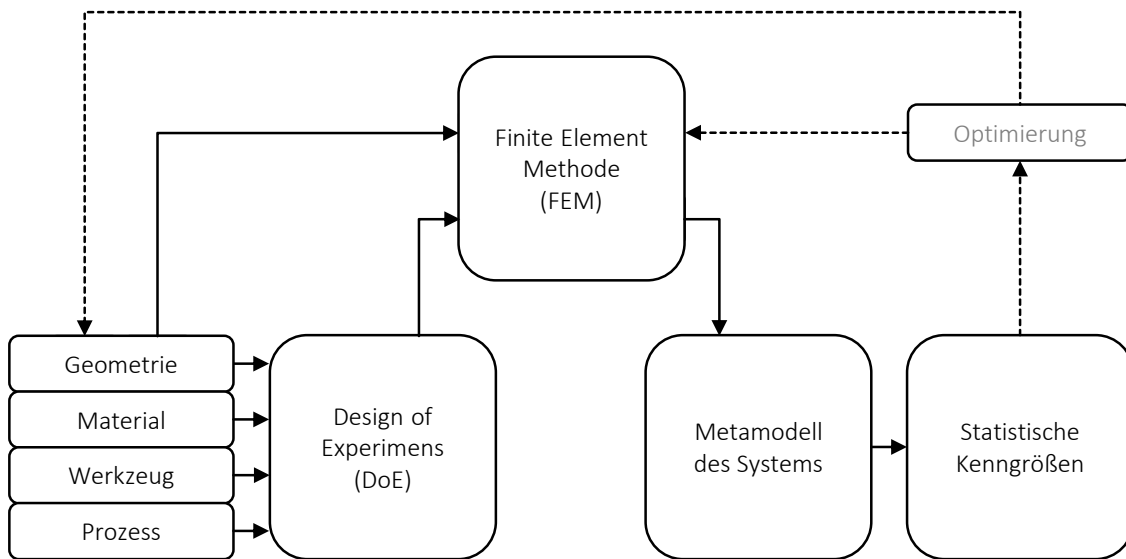 Finite Element
Methode
(FEM)
Optimierung
Geometrie
Material
Werkzeug
Prozess
Design of
Experimens
(DoE)
Metamodell
des Systems
Statistische
Kenngrößen